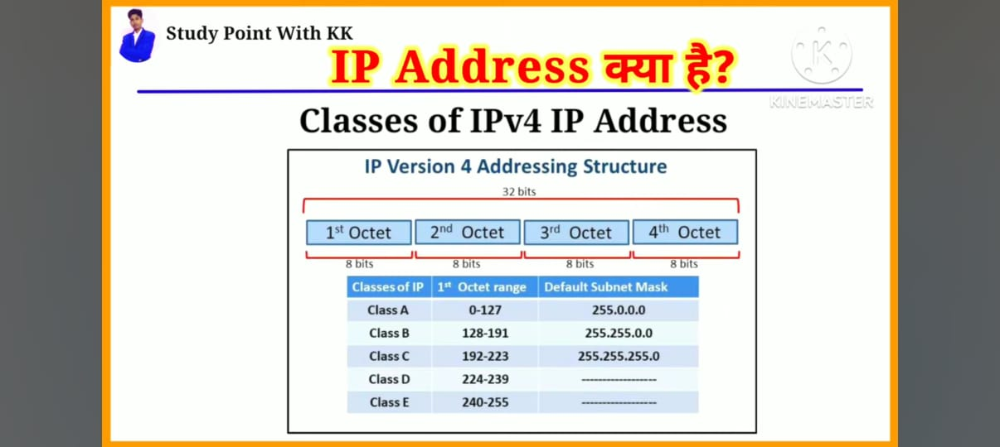 Study Point With KK
IP Address क्या है?
K
KINEMASTER
Classes of IPv4 IP Address
IP Version 4 Addressing Structure
32 bits
1st Octet 2nd Octet 3rd Octet 4th Octet
8 bits 8 bits 8 bits 8 bits
Classes of IP 1st Octet range Default Subnet Mask
Class A 0-127 255.0.0.0
Class B 128-191 255.255.0.0
Class C 192-223 255.255.255.0
Class D 224-239 ------------------
Class E 240-255 ------------------